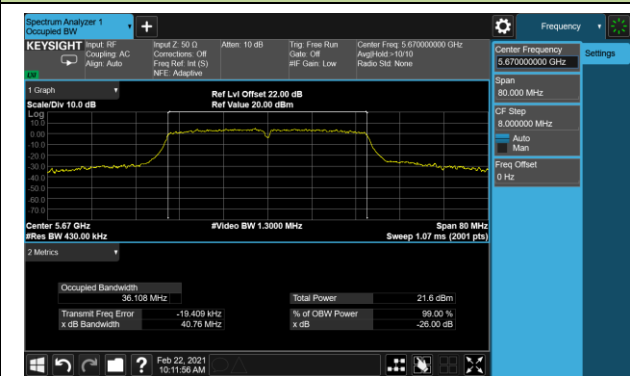 Spectrum Analyzer 1
Occupied BW
Frequency
KEYSIGHT
Input: RF
Coupling: AC
Align: Auto
Input Z: 50 Ω
Corrections: Off
Freq Ref: Int (S)
NFE: Adaptive
Atten: 10 dB
Trig: Free Run
Gate: Off
#IF Gain: Low
Center Freq: 5.670000000 GHz
Avg|Hold:>10/10
Radio Std: None
LXI
1 Graph
Scale/Div 10.0 dB
Ref Lvl Offset 22.00 dB
Ref Value 20.00 dBm
Log
10.0
0.00
-10.0
-20.0
-30.0
-40.0
-50.0
-60.0
-70.0
Center 5.67 GHz
#Res BW 430.00 kHz
#Video BW 1.3000 MHz
Span 80 MHz
Sweep 1.07 ms (2001 pts)
2 Metrics
Occupied Bandwidth
36.108 MHz
Transmit Freq Error -19.409 kHz
x dB Bandwidth 40.76 MHz
Total Power 21.6 dBm
% of OBW Power 99.00 %
x dB -26.00 dB
Feb 22, 2021
10:11:56 AM
Center Frequency
5.670000000 GHz
Span
80.000 MHz
CF Step
8.000000 MHz
Auto
Man
Freq Offset
0 Hz
Settings